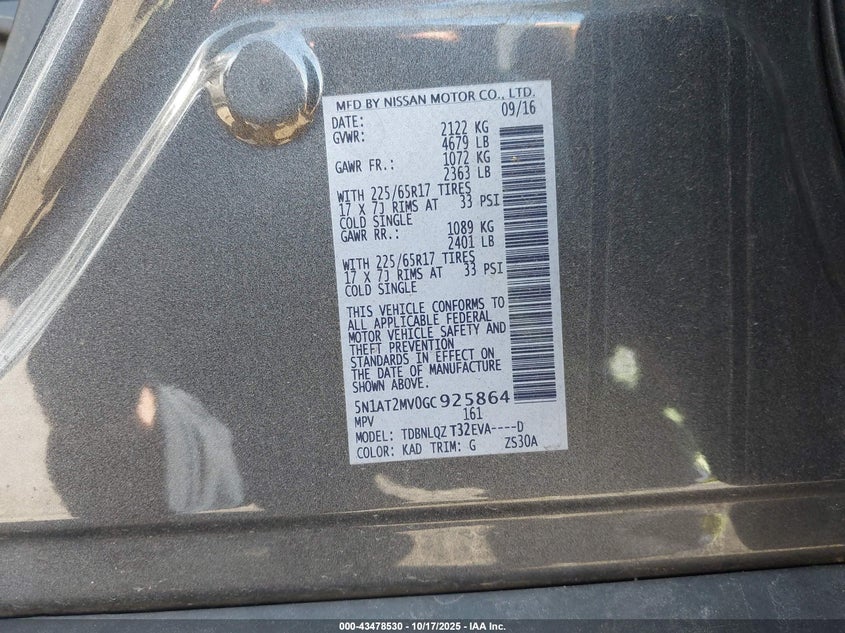 MFD BY NISSAN MOTOR CO., LTD.
DATE: 09/16
GVWR: 2122 KG
4679 LB
GAWR FR.: 1072 KG
2363 LB
WITH 225/65R17 TIRES
17 X 7J RIMS AT 33 PSI
COLD SINGLE
GAWR RR.: 1089 KG
2401 LB
WITH 225/65R17 TIRES
17 X 7J RIMS AT 33 PSI
COLD SINGLE
THIS VEHICLE CONFORMS TO
ALL APPLICABLE FEDERAL
MOTOR VEHICLE SAFETY AND
THEFT PREVENTION
STANDARDS IN EFFECT ON
THE DATE OF MANUFACTURE
SHOWN ABOVE.
5N1AT2MV0GC925864
MPV 161
MODEL: TDBNLQZ T32EVA----D
COLOR: KAD TRIM: G ZS30A
000-43478530 - 10/17/2025 - IAA Inc.